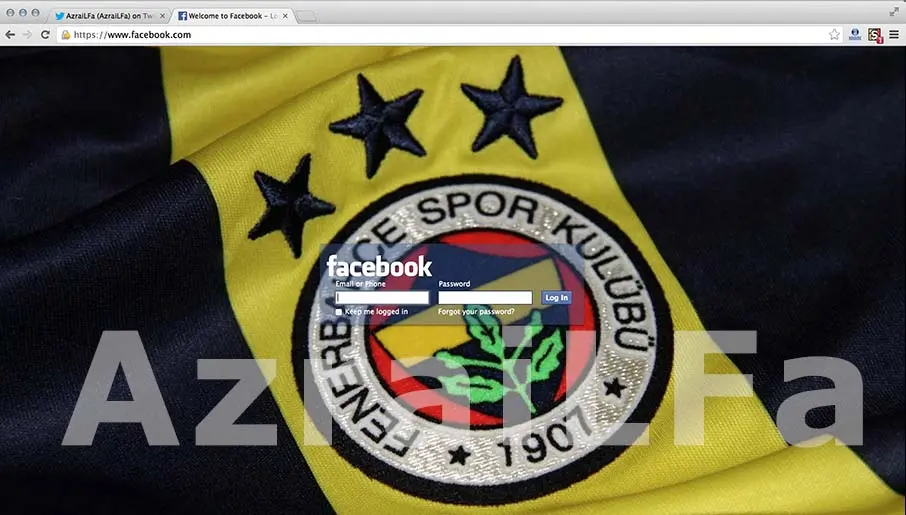 AzraiLFa (AzraiLFa) on Tw
Welcome to Facebook – Lo
https://www.facebook.com
FENERBAHÇE SPOR KULÜBÜ
1907
facebook
Email or Phone
Password
Log In
Keep me logged in
Forgot your password?
AzraiLFa